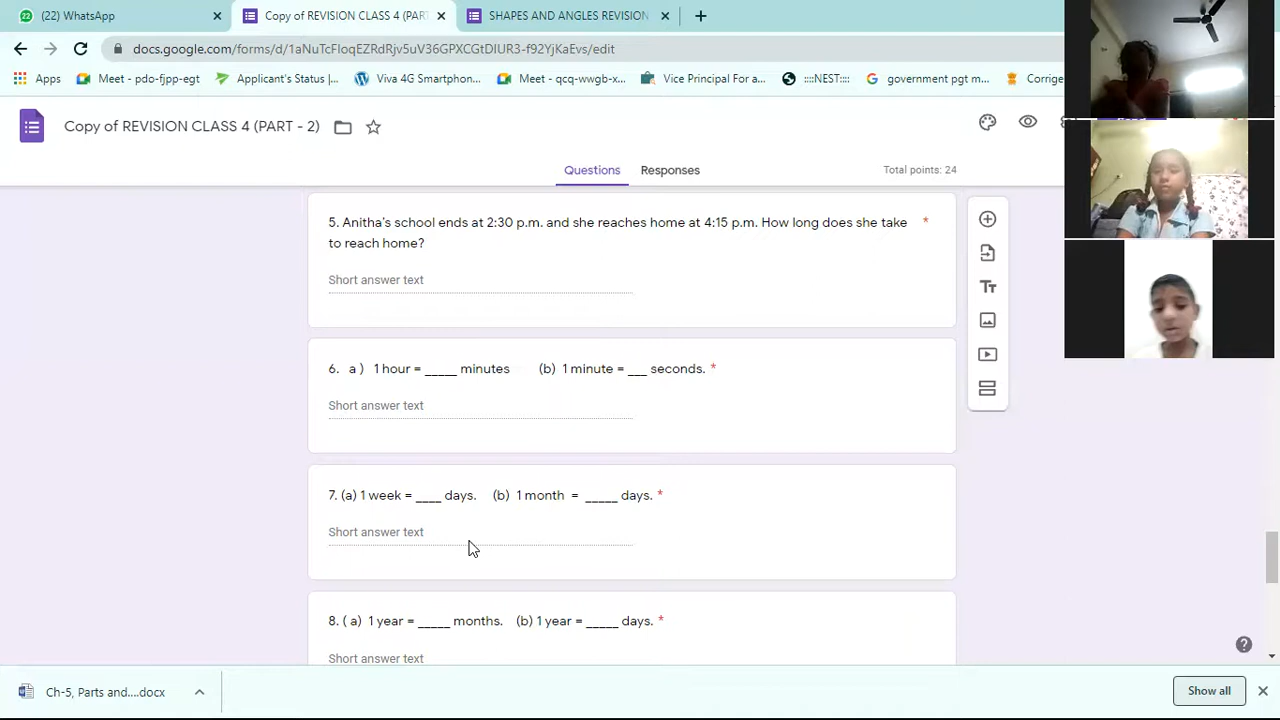 (22) WhatsApp
Copy of REVISION CLASS 4 (PART -
SHAPES AND ANGLES REVISION
docs.google.com/forms/d/1aNuTcFIoqEZRdRjv5uV36GPXCGtDIUR3-f92YjKaEvs/edit
Apps
Meet - pdo-fjpp-egt
Applicant's Status |...
Viva 4G Smartphon...
Meet - qcq-wwgb-x...
Vice Principal For a...
::::NEST::::
government pgt m...
Corrige
Copy of REVISION CLASS 4 (PART - 2)
Questions
Responses
Total points: 24
5. Anitha's school ends at 2:30 p.m. and she reaches home at 4:15 p.m. How long does she take *
to reach home?
Short answer text
6. a ) 1 hour = _____ minutes (b) 1 minute = ___ seconds. *
Short answer text
7. (a) 1 week = ____ days. (b) 1 month = _____ days. *
Short answer text
8. ( a) 1 year = _____ months. (b) 1 year = _____ days. *
Short answer text
Ch-5, Parts and....docx
Show all